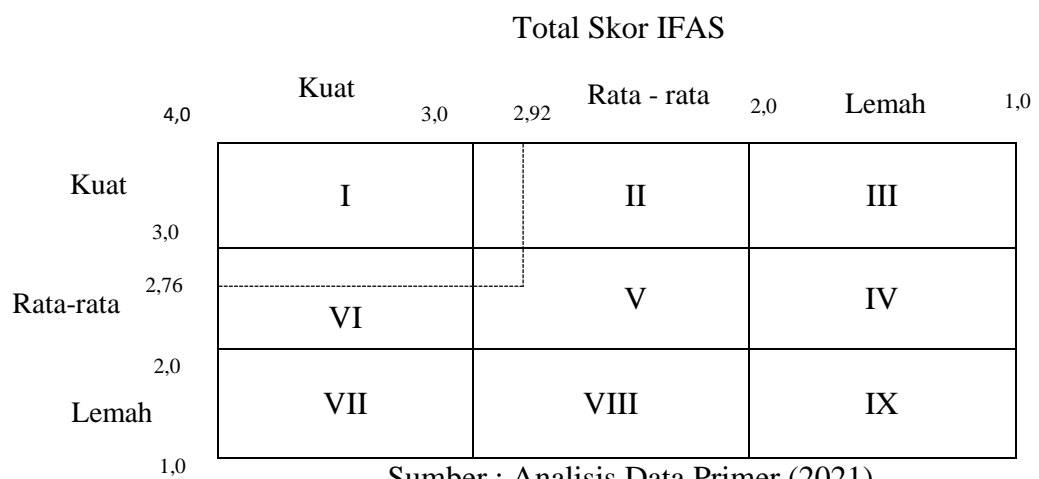 Total Skor IFAS
Kuat Rata - rata Lemah
4,0 3,0 2,92 2,0 1,0
Kuat I II III
3,0
2,76
Rata-rata VI V IV
2,0
Lemah VII VIII IX
1,0
Sumber : Analisis Data Primer (2021)